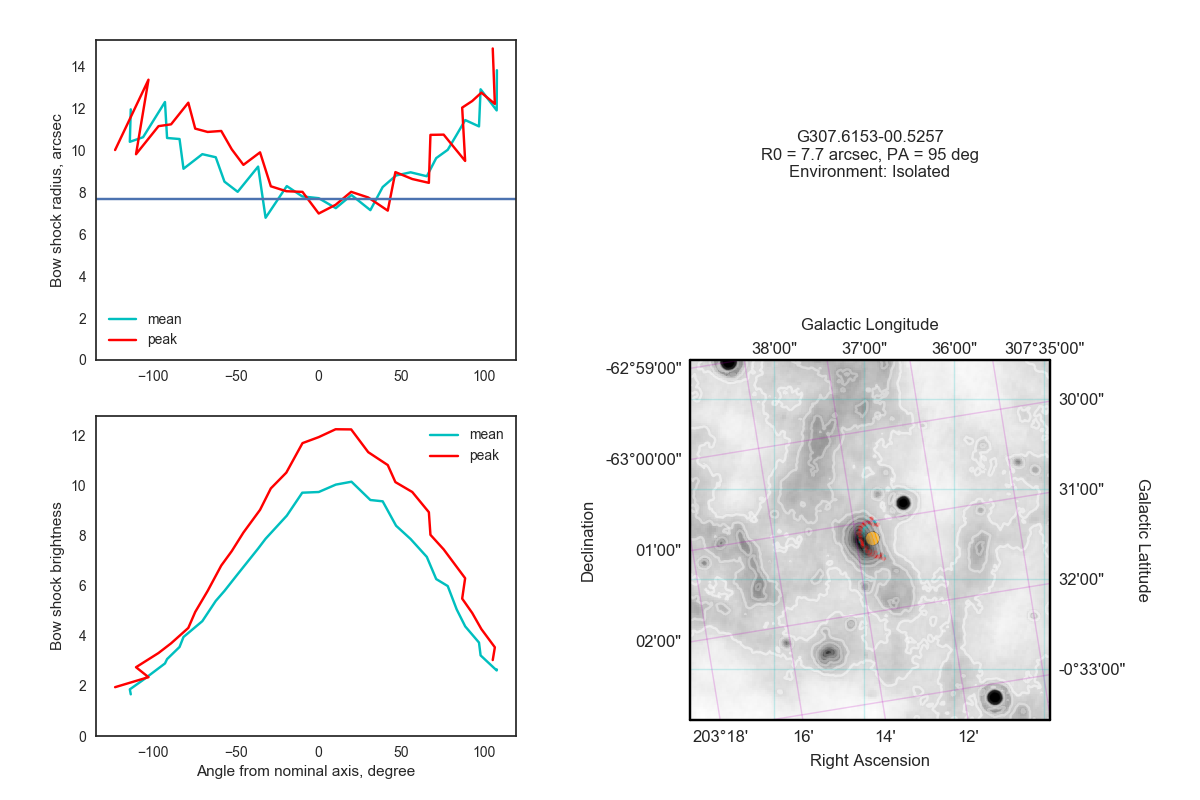 14
12
10
8
6
4
2
0
Bow shock radius, arcsec
mean
peak
−100
−50
0
50
100
12
10
8
6
4
2
0
Bow shock brightness
mean
peak
−100
−50
0
50
100
Angle from nominal axis, degree
G307.6153-00.5257
R0 = 7.7 arcsec, PA = 95 deg
Environment: Isolated
Galactic Longitude
38'00"
37'00"
36'00"
307°35'00"
-62°59'00"
-63°00'00"
01'00"
02'00"
Declination
30'00"
31'00"
32'00"
-0°33'00"
Galactic Latitude
203°18'
16'
14'
12'
Right Ascension